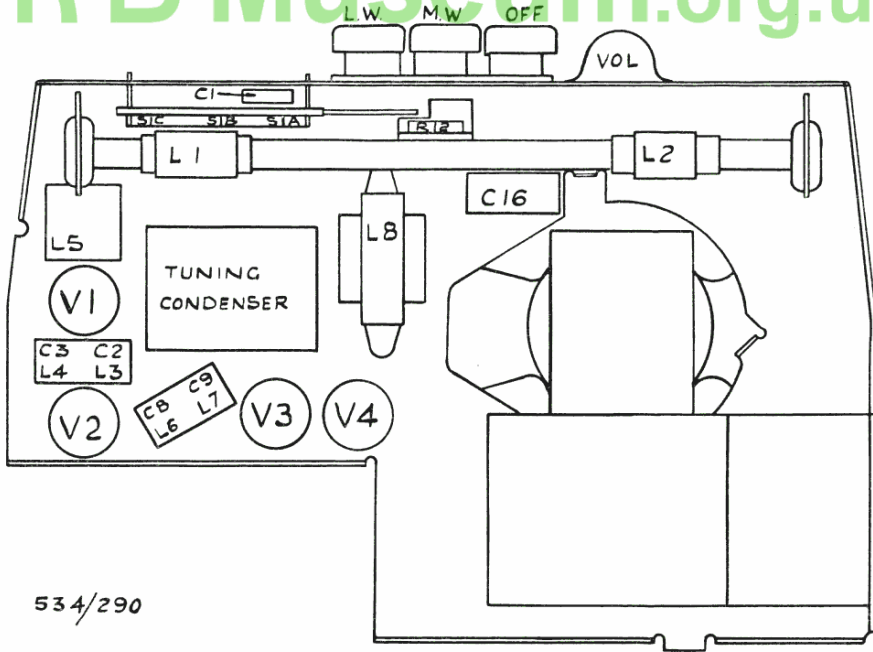 R D Museum.org.u
L.W. M.W OFF
VOL
C1
S1C S1B S1A
R12
L1
L2
C16
L5
L8
TUNING
CONDENSER
V1
C3 C2
L4 L3
C8 C9
L6 L7
V2
V3
V4
534/290